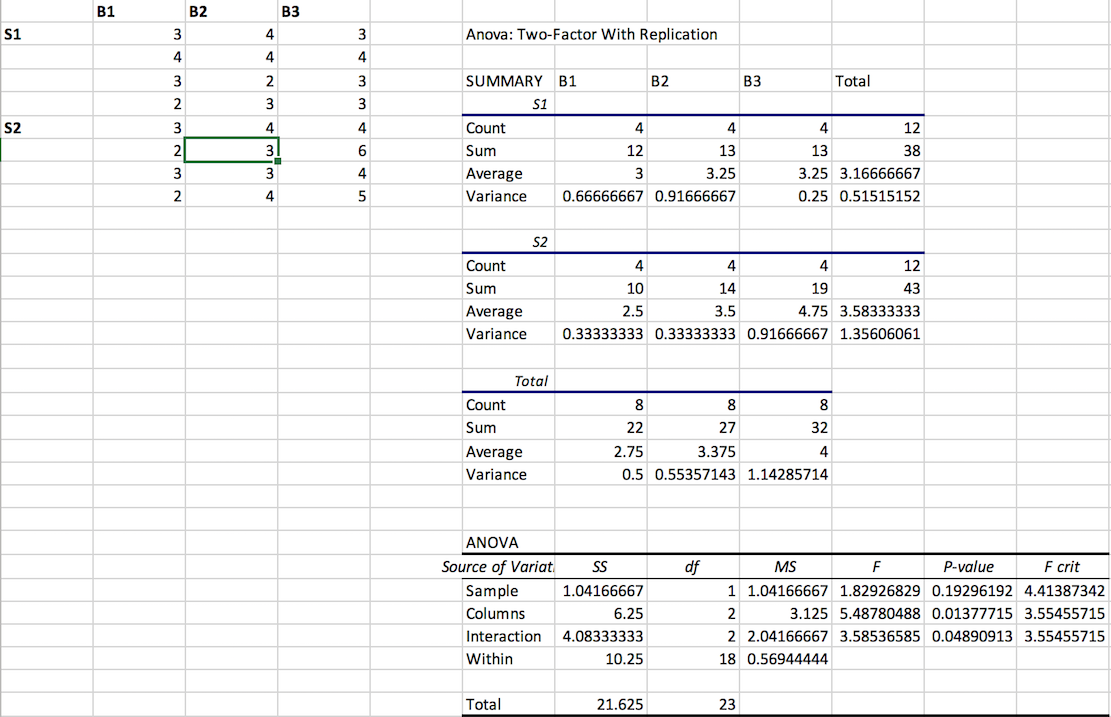 B1 B2 B3
S1 3 4 3 Anova: Two-Factor With Replication
4 4 4
3 2 3 SUMMARY B1 B2 B3 Total
2 3 3 S1
S2 3 4 4 Count 4 4 4 12
2 3 6 Sum 12 13 13 38
3 3 4 Average 3 3.25 3.25 3.16666667
2 4 5 Variance 0.66666667 0.91666667 0.25 0.51515152
S2
Count 4 4 4 12
Sum 10 14 19 43
Average 2.5 3.5 4.75 3.58333333
Variance 0.33333333 0.33333333 0.91666667 1.35606061
Total
Count 8 8 8
Sum 22 27 32
Average 2.75 3.375 4
Variance 0.5 0.55357143 1.14285714
ANOVA
Source of Variati SS df MS F P-value F crit
Sample 1.04166667 1 1.04166667 1.82926829 0.19296192 4.41387342
Columns 6.25 2 3.125 5.48780488 0.01377715 3.55455715
Interaction 4.08333333 2 2.04166667 3.58536585 0.04890913 3.55455715
Within 10.25 18 0.56944444
Total 21.625 23